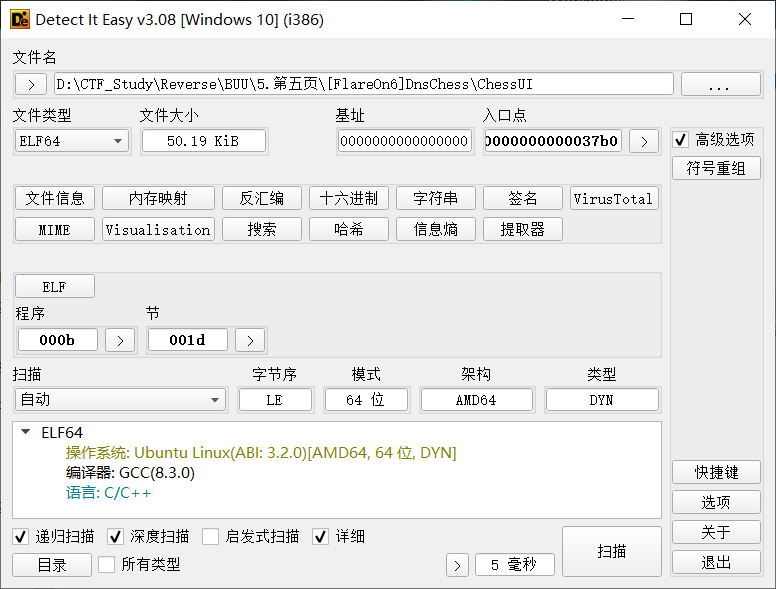 Detect It Easy v3.08 [Windows 10] (i386)
文件名
> D:\CTF_Study\Reverse\BUU\5.第五页\[FlareOn6]DnsChess\ChessUI ...
文件类型 文件大小 基址 入口点
ELF64 50.19 KiB 0000000000000000 0000000000037b0 > 高级选项
符号重组
文件信息 内存映射 反汇编 十六进制 字符串 签名 VirusTotal
MIME Visualisation 搜索 哈希 信息熵 提取器
ELF
程序 节
000b > 001d >
扫描 字节序 模式 架构 类型
自动 LE 64 位 AMD64 DYN
ELF64
操作系统: Ubuntu Linux(ABI: 3.2.0)[AMD64, 64 位, DYN]
编译器: GCC(8.3.0)
语言: C/C++
快捷键
选项
递归扫描 深度扫描 启发式扫描 详细 扫描 关于
目录 所有类型 > 5 毫秒 退出